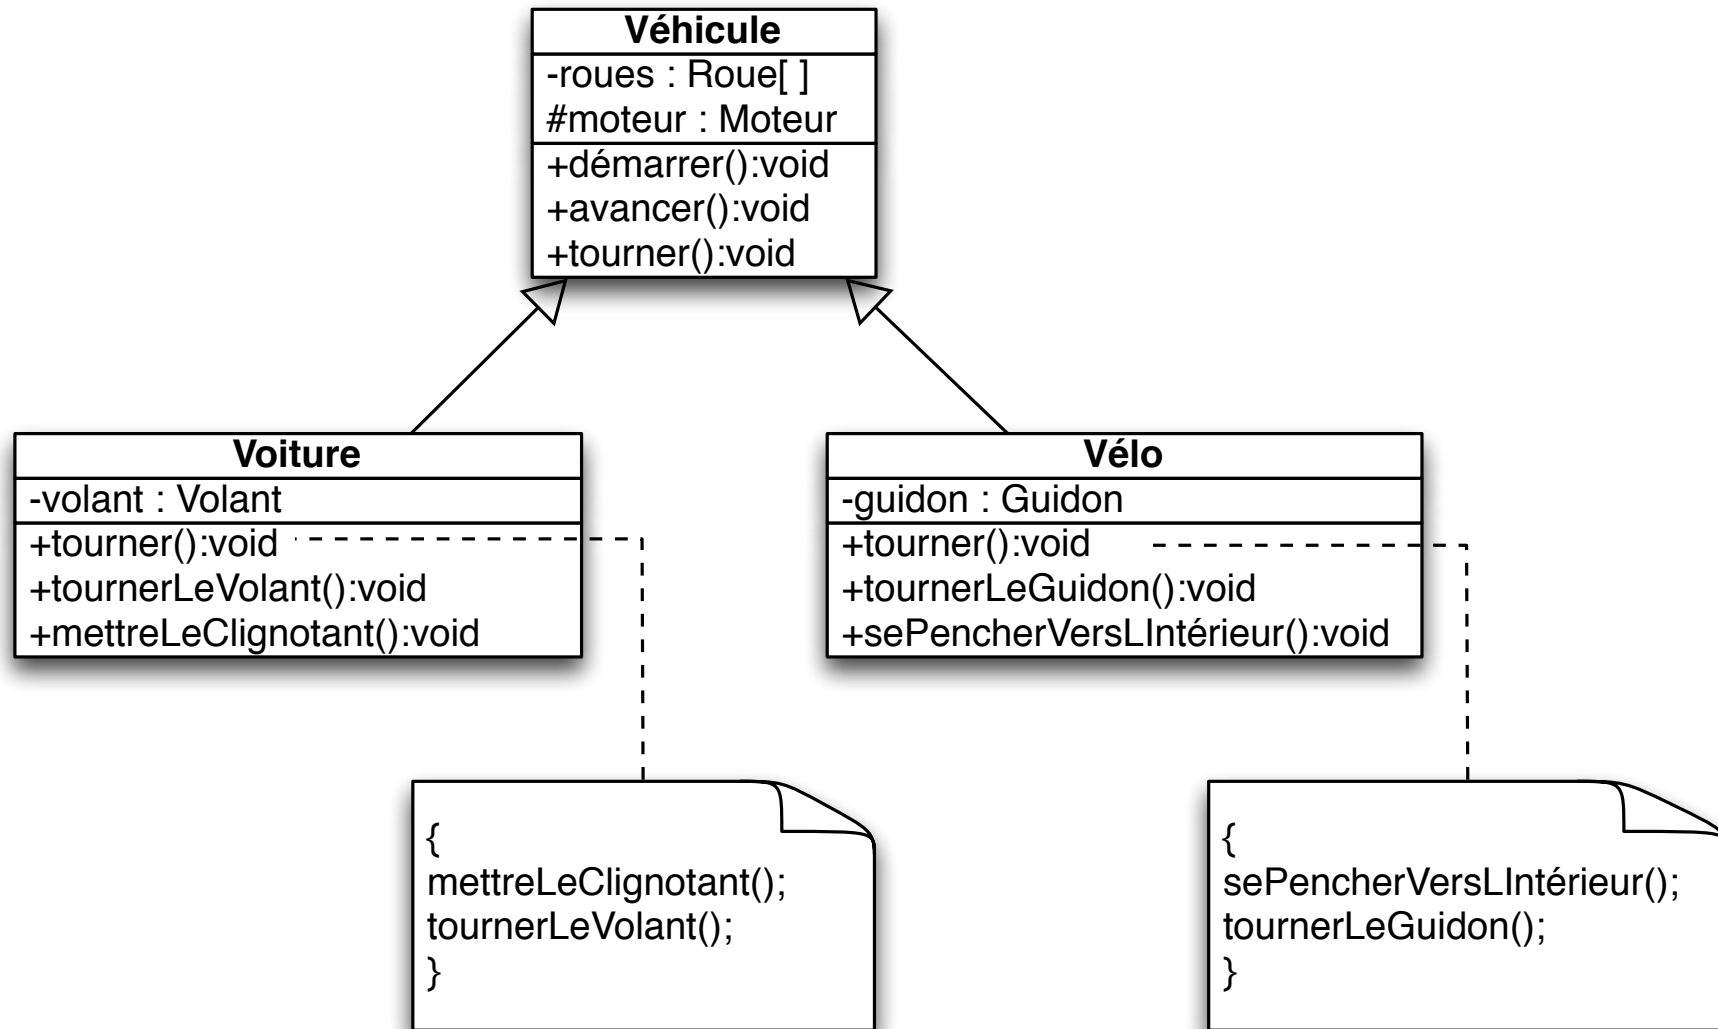 Véhicule
-roues : Roue[ ]
#moteur : Moteur
+démarrer():void
+avancer():void
+tourner():void
Voiture
-volant : Volant
+tourner():void
+tournerLeVolant():void
+mettreLeClignotant():void
Vélo
-guidon : Guidon
+tourner():void
+tournerLeGuidon():void
+sePencherVersLIntérieur():void
{
mettreLeClignotant();
tournerLeVolant();
}
{
sePencherVersLIntérieur();
tournerLeGuidon();
}